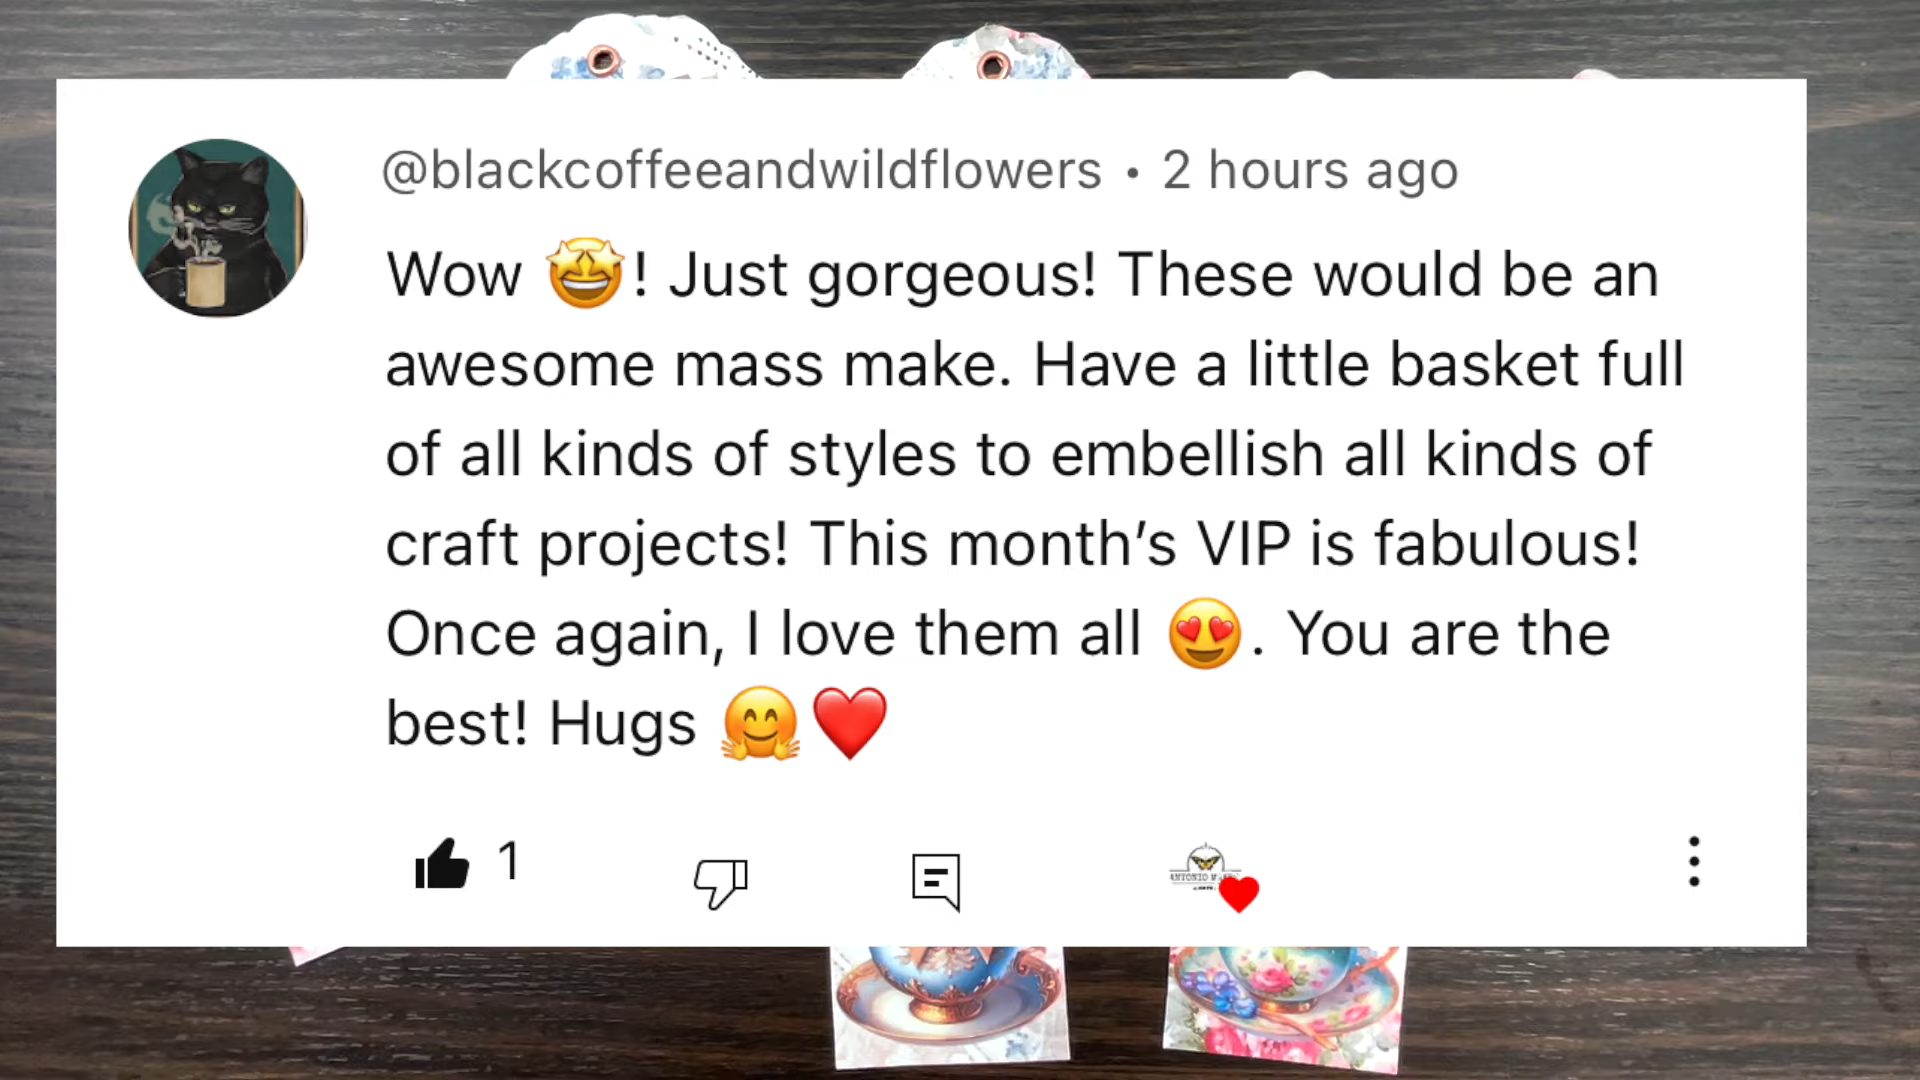 @blackcoffeeandwildflowers • 2 hours ago
Wow 🤩! Just gorgeous! These would be an
awesome mass make. Have a little basket full
of all kinds of styles to embellish all kinds of
craft projects! This month’s VIP is fabulous!
Once again, I love them all 😍. You are the
best! Hugs 🤗❤️
1